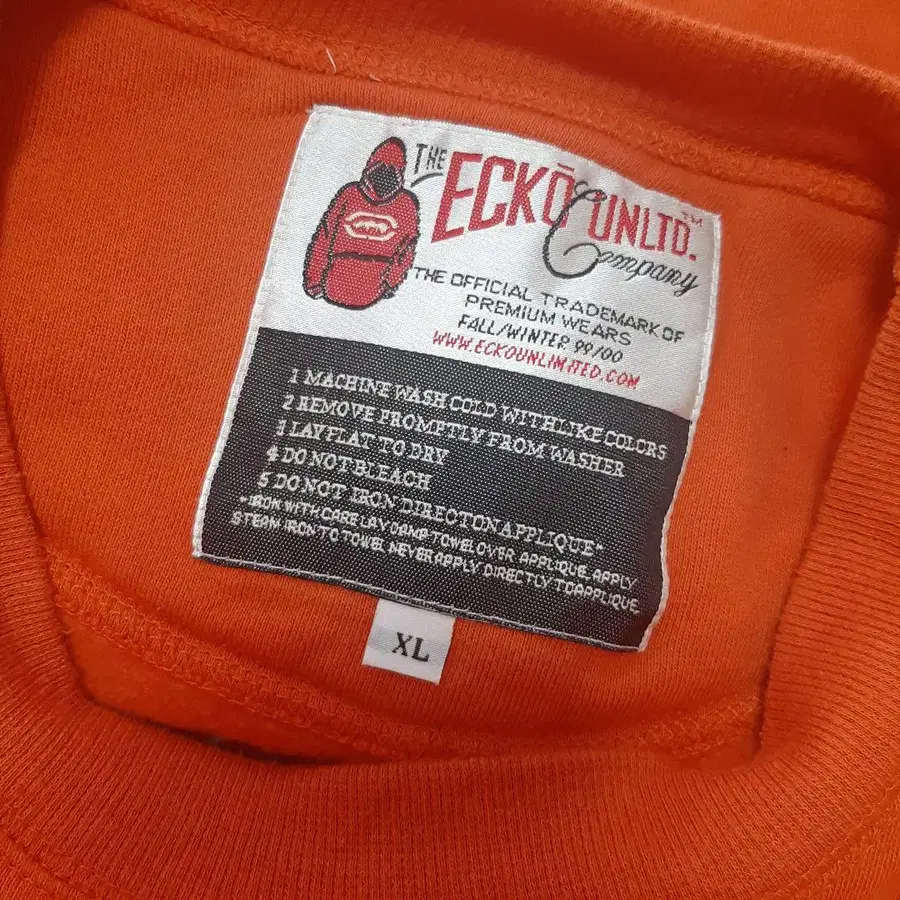 THE ECKŌ UNLTD.™
Company
THE OFFICIAL TRADEMARK OF
PREMIUM WEARS
FALL/WINTER 99/00
WWW.ECKOUNLIMITED.COM
1 MACHINE WASH COLD WITH LIKE COLORS
2 REMOVE PROMPTLY FROM WASHER
3 LAY FLAT TO DRY
4 DO NOT BLEACH
5 DO NOT IRON DIRECT ON APPLIQUE*
*IRON WITH CARE LAY DAMP TOWEL OVER APPLIQUE. APPLY
STEAM IRON TO TOWEL NEVER APPLY DIRECTLY TO APPLIQUE
XL